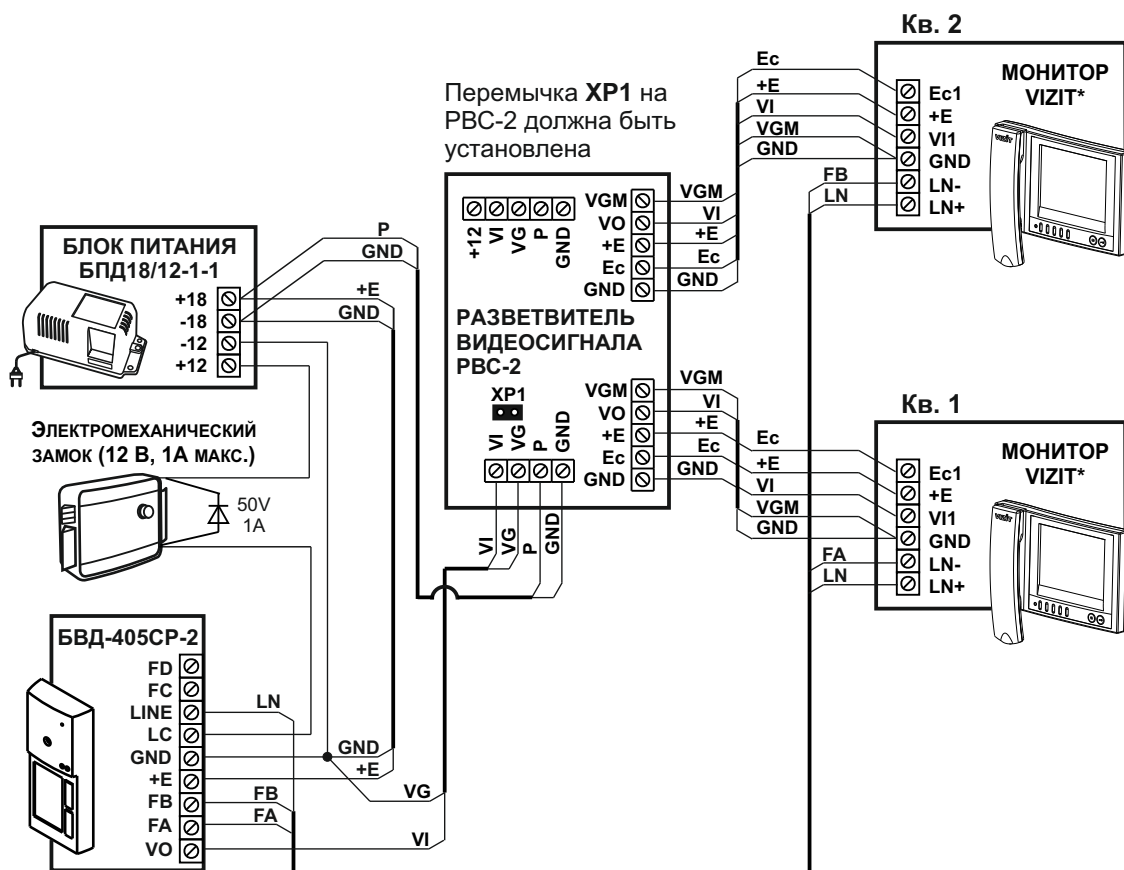 Кв. 2
МОНИТОР
VIZIT*
Ec
+E
VI
VGM
GND
FB
LN
Ec1
+E
VI1
GND
LN-
LN+
Перемычка XP1 на
РВС-2 должна быть
установлена
+12
VI
VG
P
GND
VGM
VO
+E
Ec
GND
VGM
VI
+E
Ec
GND
РАЗВЕТВИТЕЛЬ
ВИДЕОСИГНАЛА
РВС-2
XP1
VI
VG
P
GND
VGM
VO
+E
Ec
GND
VGM
VI
+E
Ec
GND
VI
VG
P
GND
БЛОК ПИТАНИЯ
БПД18/12-1-1
+18
-18
-12
+12
P
GND
+E
GND
ЭЛЕКТРОМЕХАНИЧЕСКИЙ
ЗАМОК (12 В, 1А МАКС.)
50V
1A
Кв. 1
МОНИТОР
VIZIT*
Ec
+E
VI
VGM
GND
FA
LN
Ec1
+E
VI1
GND
LN-
LN+
БВД-405СР-2
FD
FC
LINE
LC
GND
+E
FB
FA
VO
LN
GND
+E
FB
FA
VG
VI